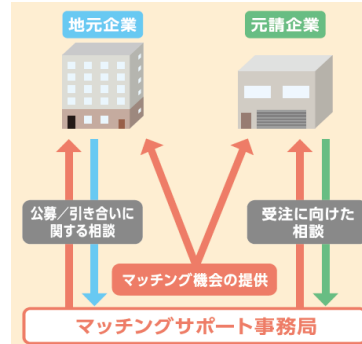 地元企業
元請企業
公募／引き合いに
関する相談
受注に向けた
相談
マッチング機会の提供
マッチングサポート事務局